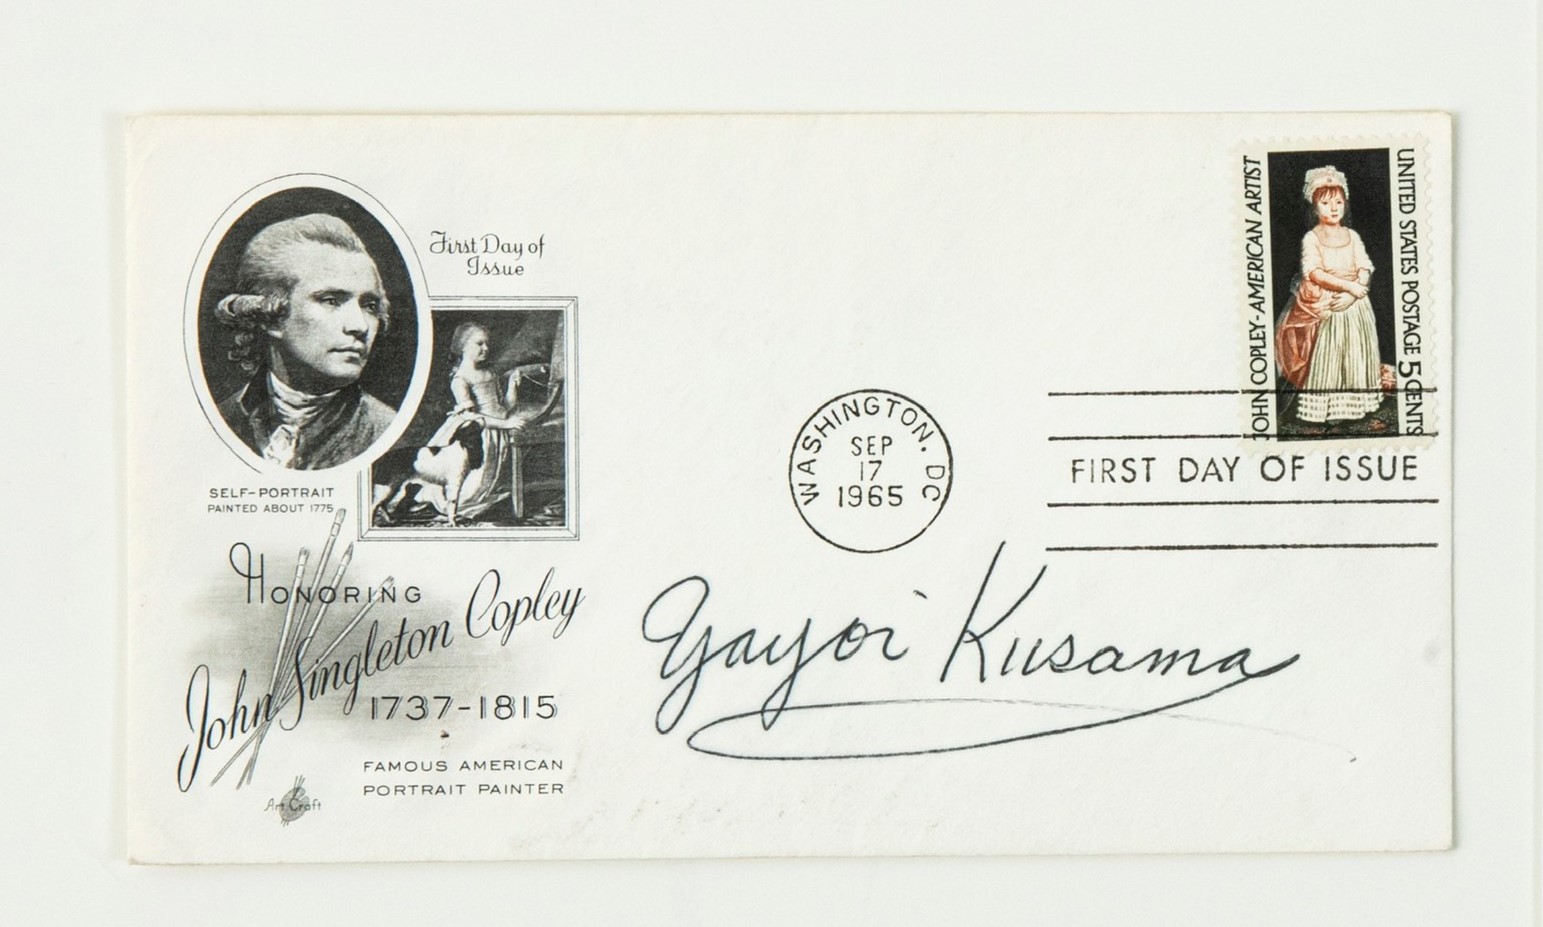 First Day of
Issue
SELF-PORTRAIT
PAINTED ABOUT 1775
HONORING
John Singleton Copley
1737-1815
FAMOUS AMERICAN
PORTRAIT PAINTER
Art Craft
WASHINGTON. DC
SEP
17
1965
JOHN COPLEY-AMERICAN ARTIST
UNITED STATES POSTAGE 5 CENTS
FIRST DAY OF ISSUE
Yayoi Kusama